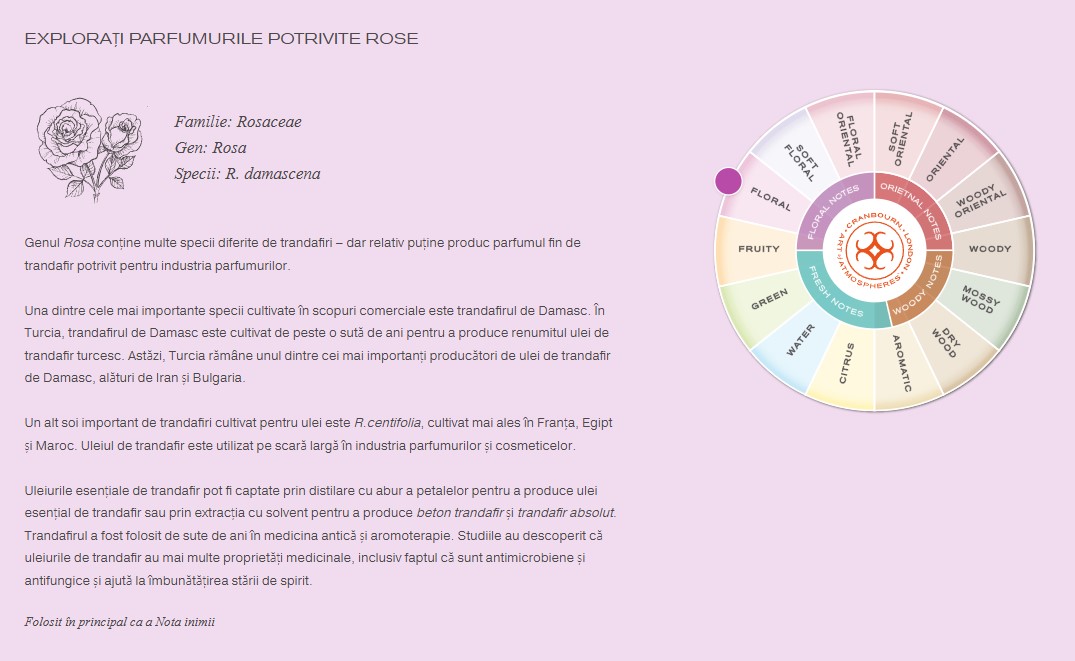 EXPLORAȚI PARFUMURILE POTRIVITE ROSE
Familie: Rosaceae
Gen: Rosa
Specii: R. damascena
Genul Rosa conține multe specii diferite de trandafiri – dar relativ puține produc parfumul fin de
trandafir potrivit pentru industria parfumurilor.
Una dintre cele mai importante specii cultivate în scopuri comerciale este trandafirul de Damasc. În
Turcia, trandafirul de Damasc este cultivat de peste o sută de ani pentru a produce renumitul ulei de
trandafir turcesc. Astăzi, Turcia rămâne unul dintre cei mai importanți producători de ulei de trandafir
de Damasc, alături de Iran și Bulgaria.
Un alt soi important de trandafiri cultivat pentru ulei este R.centifolia, cultivat mai ales în Franța, Egipt
și Maroc. Uleiul de trandafir este utilizat pe scară largă în industria parfumurilor și cosmeticelor.
Uleiurile esențiale de trandafir pot fi captate prin distilare cu abur a petalelor pentru a produce ulei
esențial de trandafir sau prin extracția cu solvent pentru a produce beton trandafir și trandafir absolut.
Trandafirul a fost folosit de sute de ani în medicina antică și aromoterapie. Studiile au descoperit că
uleiurile de trandafir au mai multe proprietăți medicinale, inclusiv faptul că sunt antimicrobiene și
antifungice și ajută la îmbunătățirea stării de spirit.
Folosit în principal ca a Nota inimii
FLORAL
SOFT
FLORAL
FLORAL
ORIENTAL
SOFT
ORIENTAL
ORIENTAL
WOODY
ORIENTAL
WOODY
MOSSY
WOOD
DRY
WOOD
AROMATIC
CITRUS
WATER
GREEN
FRUITY
FLORAL NOTES
ORIETNAL NOTES
WOODY NOTES
FRESH NOTES
CRANBOURN • LONDON • ART of ATMOSPHERES •